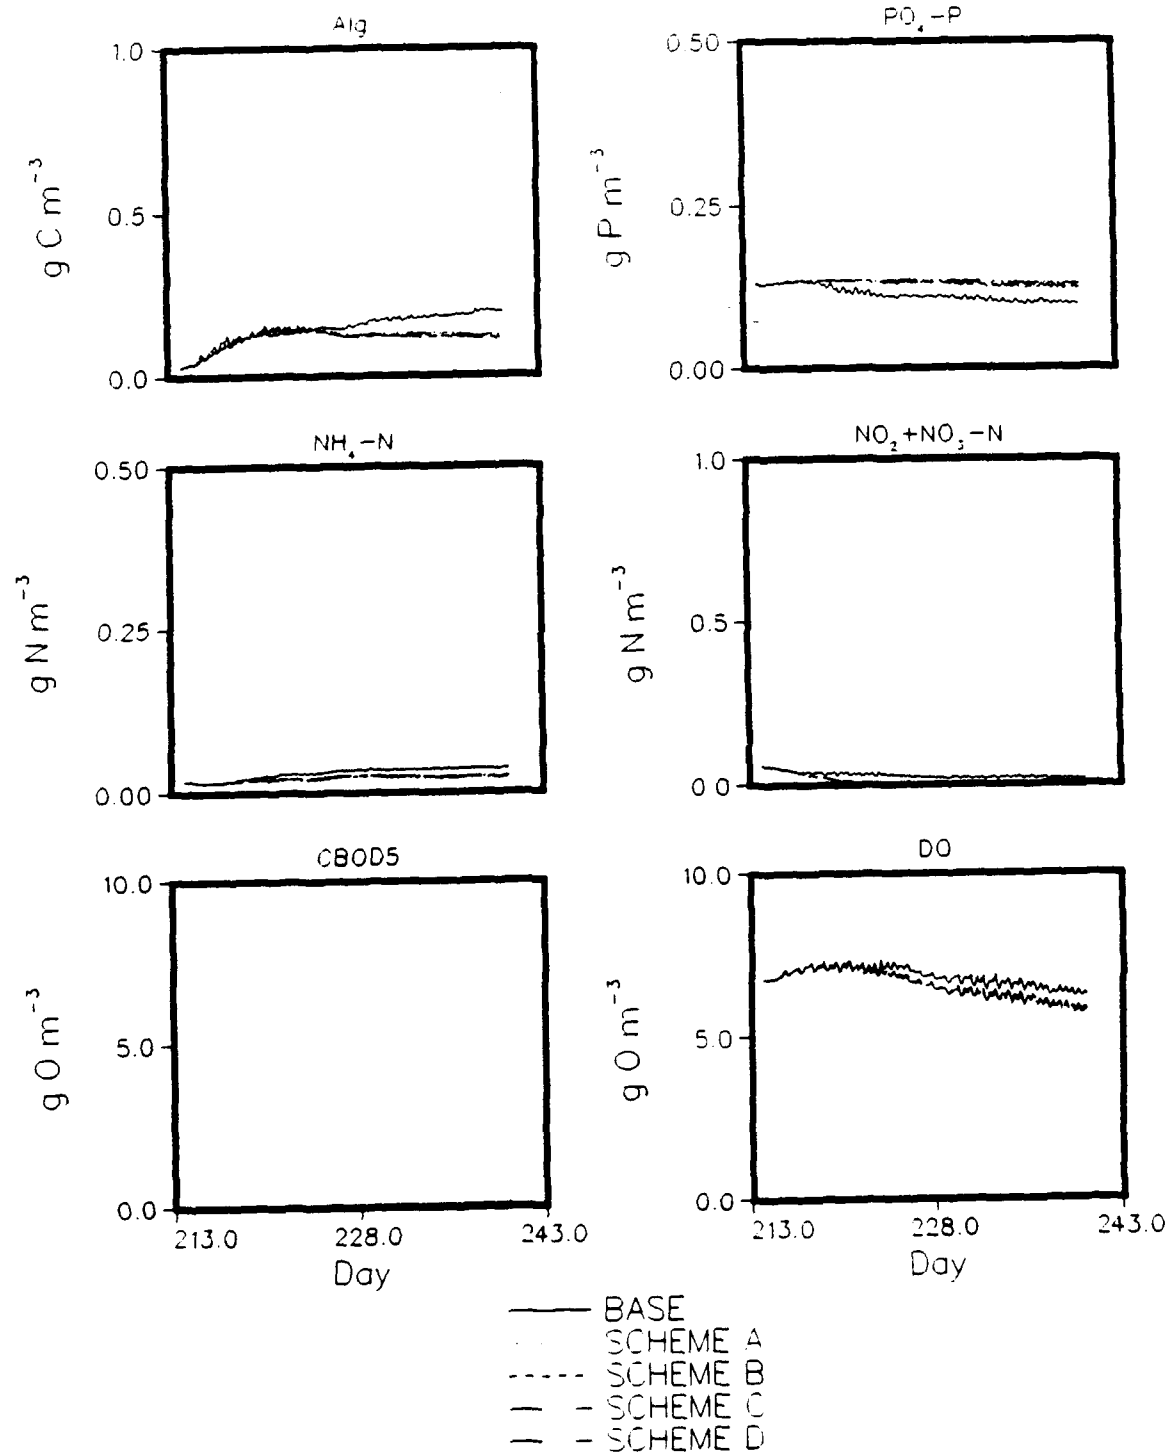 Alg
1.0
0.5
0.0
g C m⁻³
PO₄-P
0.50
0.25
0.00
g P m⁻³
NH₄-N
0.50
0.25
0.00
g N m⁻³
NO₂+NO₃-N
1.0
0.5
0.0
g N m⁻³
CBOD5
10.0
5.0
0.0
g O m⁻³
213.0 228.0 243.0
Day
DO
10.0
5.0
0.0
g O m⁻³
213.0 228.0 243.0
Day
BASE
SCHEME A
SCHEME B
SCHEME C
SCHEME D